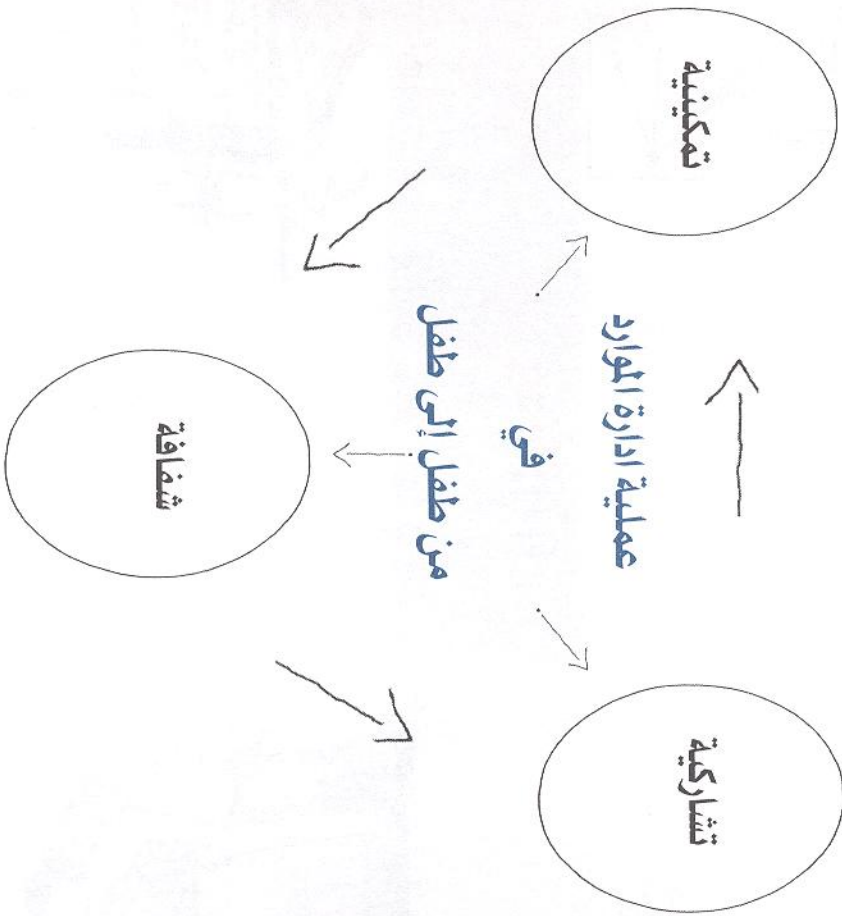 تشاركية
عملية ادارة الموارد
في
من طفل إلى طفل
تمكينية
شفافة